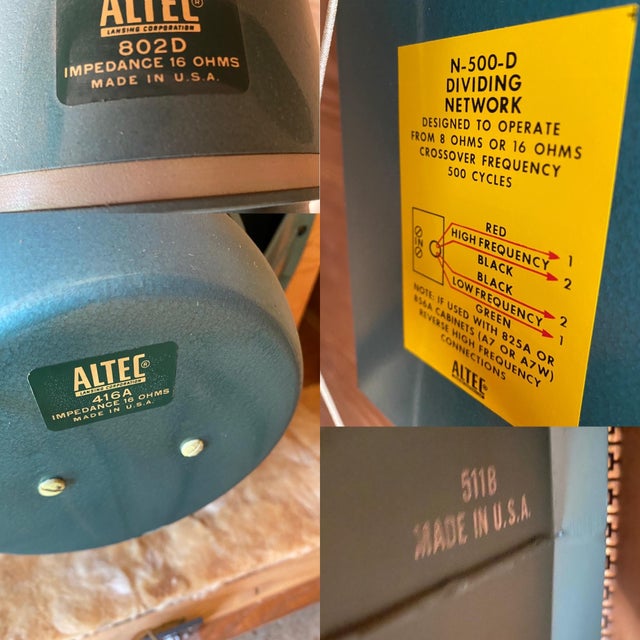 ALTEC®
LANSING CORPORATION
802D
IMPEDANCE 16 OHMS
MADE IN U.S.A.
N-500-D
DIVIDING
NETWORK
DESIGNED TO OPERATE
FROM 8 OHMS OR 16 OHMS
CROSSOVER FREQUENCY
500 CYCLES
RED
HIGH FREQUENCY 1
BLACK 2
BLACK
LOW FREQUENCY 2
GREEN 1
NOTE: IF USED WITH 825A OR
856A CABINETS (A7 OR A7W)
REVERSE HIGH FREQUENCY
CONNECTIONS
ALTEC
ALTEC®
LANSING CORPORATION
416A
IMPEDANCE 16 OHMS
MADE IN U.S.A.
511B
MADE IN U.S.A.